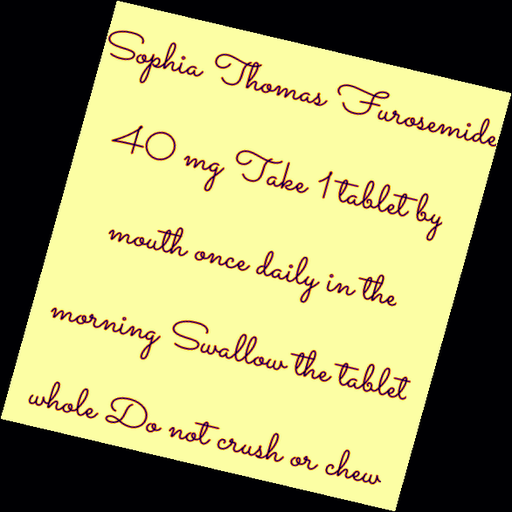 Sophia Thomas Furosemide
40 mg Take 1 tablet by
mouth once daily in the
morning Swallow the tablet
whole Do not crush or chew